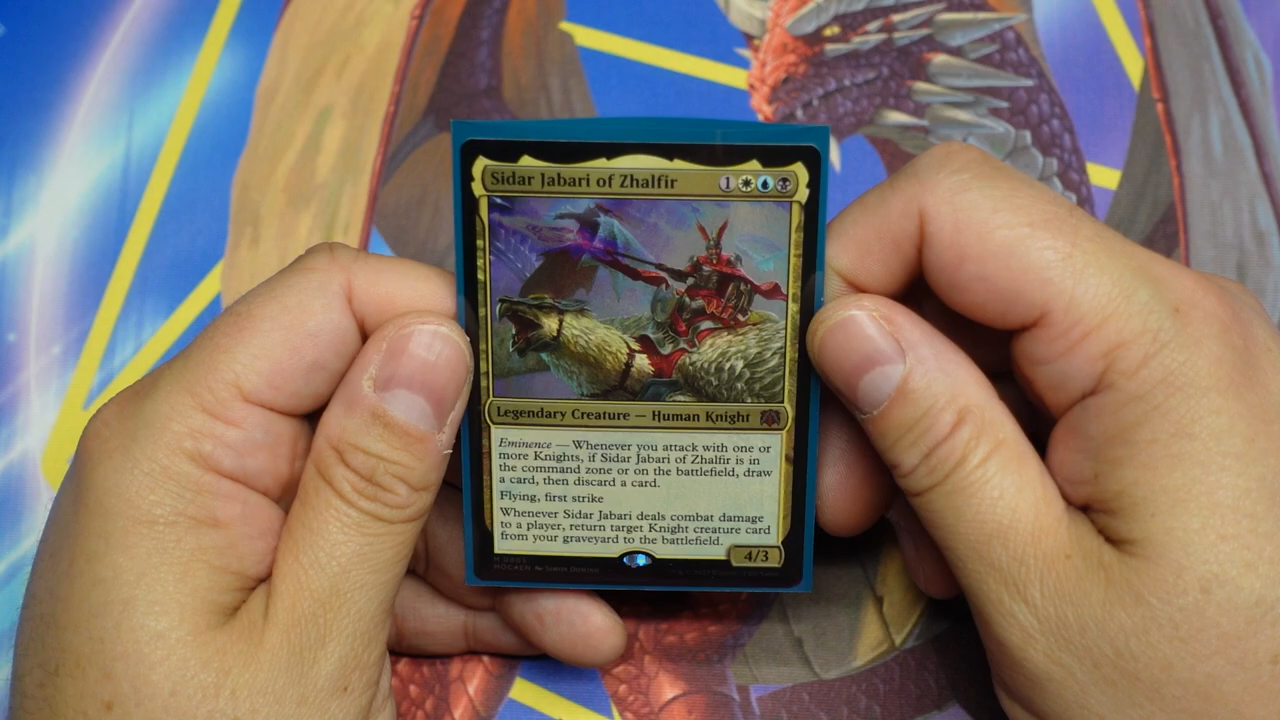 Sidar Jabari of Zhalfir 1
Legendary Creature — Human Knight
Eminence — Whenever you attack with one or
more Knights, if Sidar Jabari of Zhalfir is in
the command zone or on the battlefield, draw
a card, then discard a card.
Flying, first strike
Whenever Sidar Jabari deals combat damage
to a player, return target Knight creature card
from your graveyard to the battlefield.
4/3